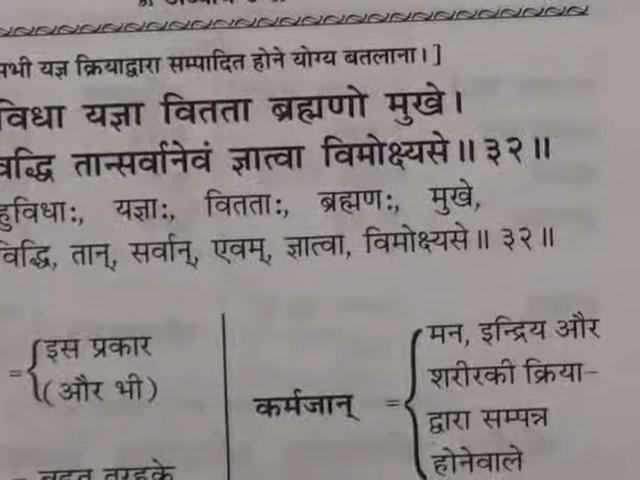 सभी यज्ञ क्रियाद्वारा सम्पादित होने योग्य बतलाना।]
विधा यज्ञा वितता ब्रह्मणो मुखे।
तान्सर्वानेवं ज्ञात्वा विमोक्ष्यसे॥३२॥
यज्ञाः, वितताः, ब्रह्मणः, मुखे,
विद्धि, तान्, सर्वान्, एवम्, ज्ञात्वा, विमोक्ष्यसे॥३२॥
= इस प्रकार (और भी)
कर्मजान् = मन, इन्द्रिय और शरीरकी क्रिया– द्वारा सम्पन्न होनेवाले